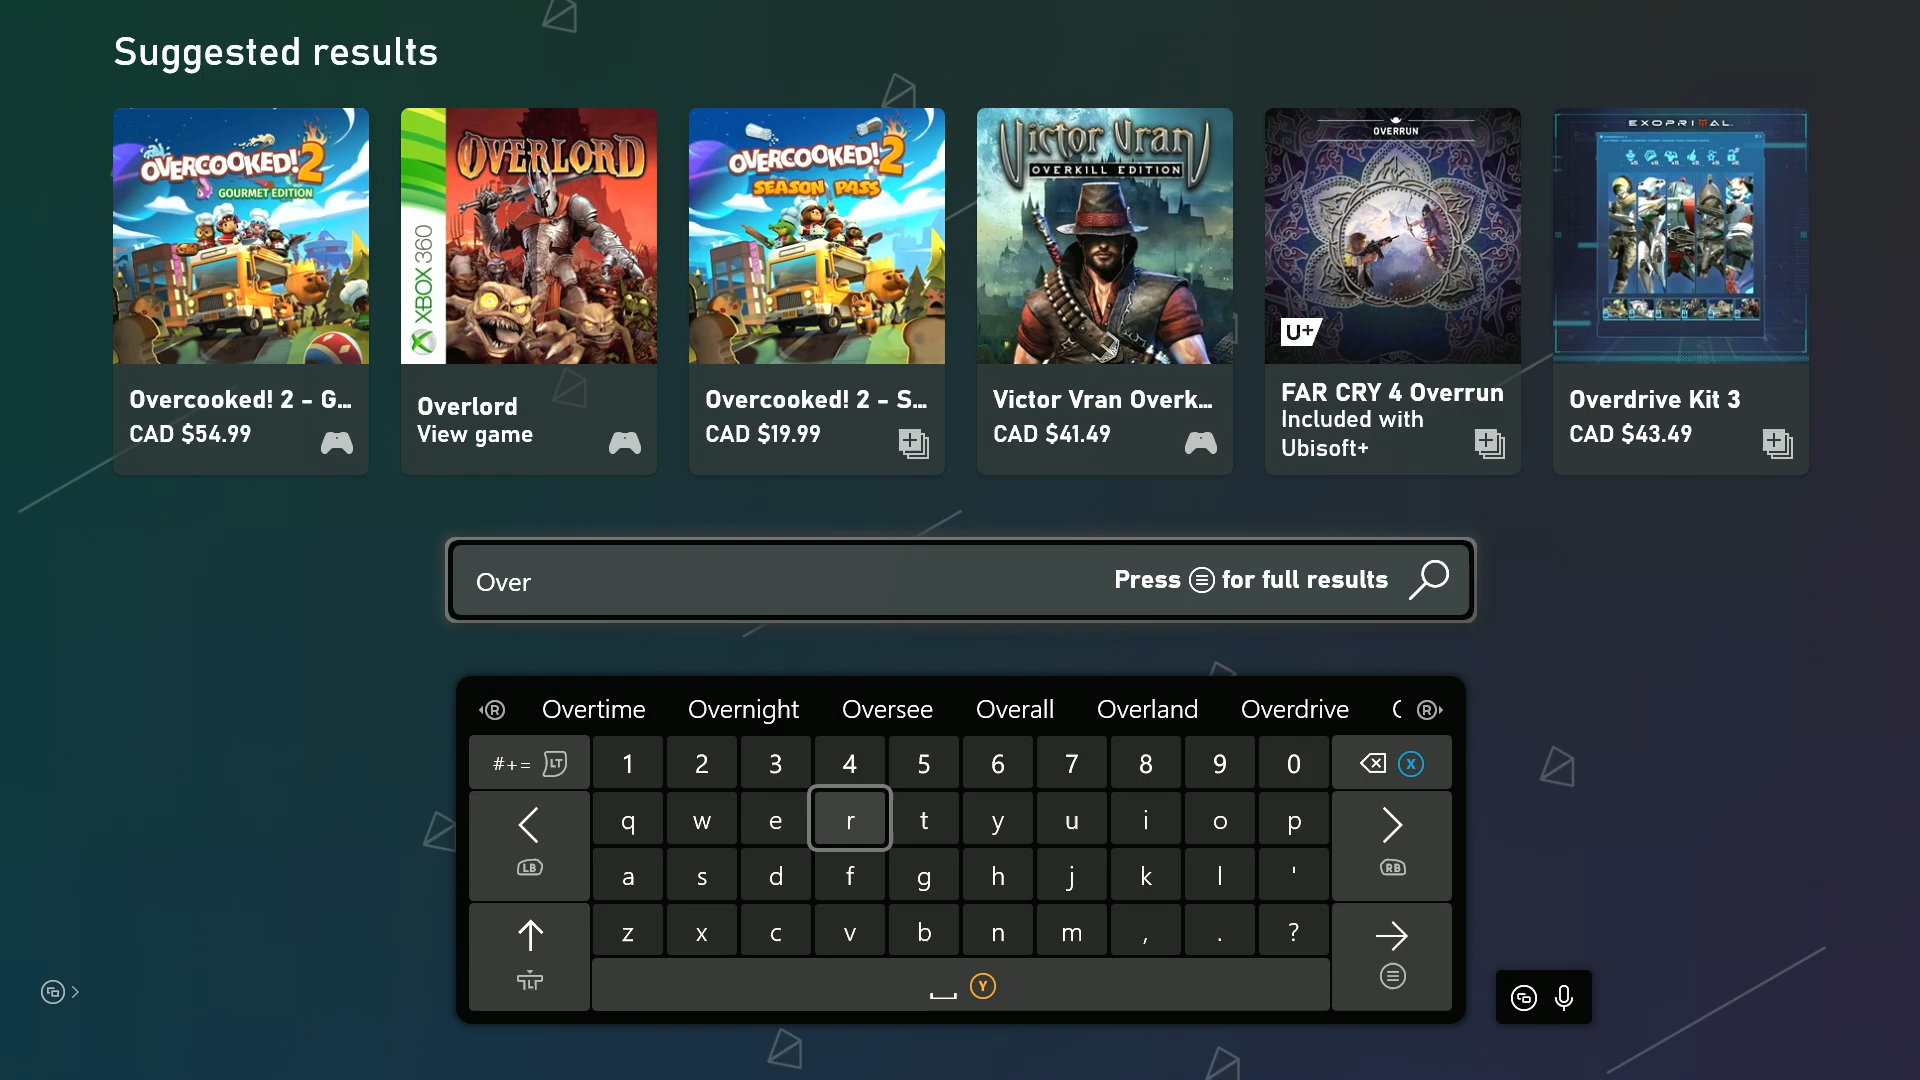 Suggested results
OVERCOOKED! 2
GOURMET EDITION
XBOX 360
OVERLORD
OVERCOOKED! 2
SEASON PASS
Victor Vran
OVERKILL EDITION
OVERRUN
U+
EXOPRIMAL
Overcooked! 2 - G...
CAD $54.99
Overlord
View game
Overcooked! 2 - S...
CAD $19.99
Victor Vran Overk...
CAD $41.49
FAR CRY 4 Overrun
Included with
Ubisoft+
Overdrive Kit 3
CAD $43.49
Over
Press for full results
R Overtime Overnight Oversee Overall Overland Overdrive R
#+= LT 1 2 3 4 5 6 7 8 9 0 X
q w e r t y u i o p
LB a s d f g h j k l ' RB
z x c v b n m , . ?
LT Y